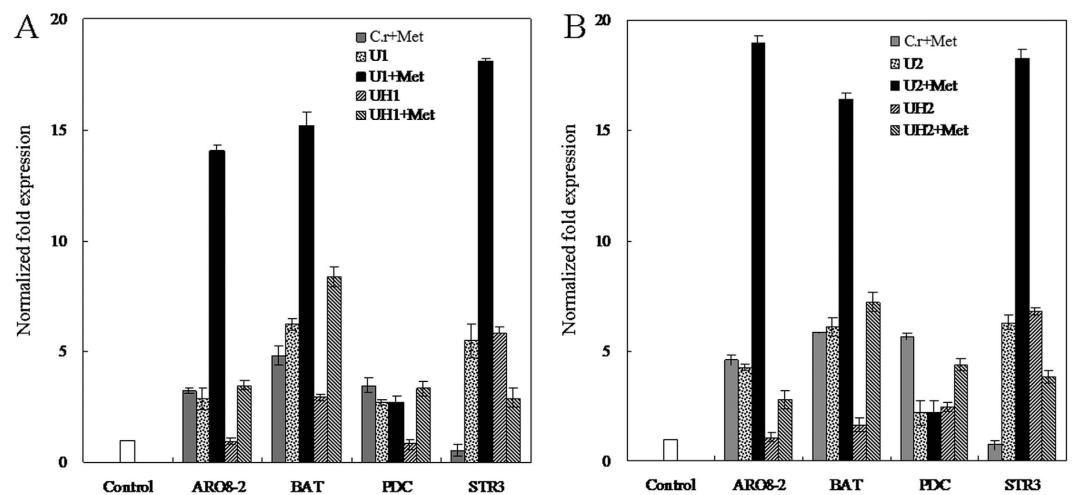 A
Normalized fold expression
20
15
10
5
0
C.r+Met
U1
U1+Met
UH1
UH1+Met
Control ARO8-2 BAT PDC STR3
B
Normalized fold expression
20
15
10
5
0
C.r+Met
U2
U2+Met
UH2
UH2+Met
Control ARO8-2 BAT PDC STR3